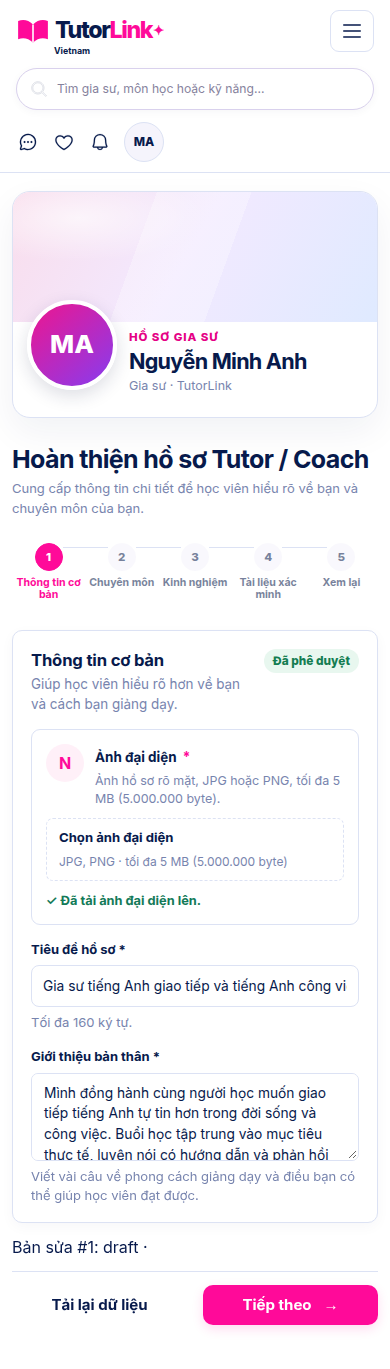 TutorLink
Vietnam
Tìm gia sư, môn học hoặc kỹ năng...
MA
MA
HỒ SƠ GIA SƯ
Nguyễn Minh Anh
Gia sư · TutorLink
Hoàn thiện hồ sơ Tutor / Coach
Cung cấp thông tin chi tiết để học viên hiểu rõ về bạn và
chuyên môn của bạn.
1 2 3 4 5
Thông tin cơ bản Chuyên môn Kinh nghiệm Tài liệu xác minh Xem lại
Thông tin cơ bản
Đã phê duyệt
Giúp học viên hiểu rõ hơn về bạn
và cách bạn giảng dạy.
N
Ảnh đại diện *
Ảnh hồ sơ rõ mặt, JPG hoặc PNG, tối đa 5
MB (5.000.000 byte).
Chọn ảnh đại diện
JPG, PNG · tối đa 5 MB (5.000.000 byte)
✓ Đã tải ảnh đại diện lên.
Tiêu đề hồ sơ *
Gia sư tiếng Anh giao tiếp và tiếng Anh công vi
Tối đa 160 ký tự.
Giới thiệu bản thân *
Mình đồng hành cùng người học muốn giao
tiếp tiếng Anh tự tin hơn trong đời sống và
công việc. Buổi học tập trung vào mục tiêu
thực tế, luyện nói có hướng dẫn và phản hồi
Viết vài câu về phong cách giảng dạy và điều bạn có
thể giúp học viên đạt được.
Bản sửa #1: draft ·
Tải lại dữ liệu
Tiếp theo →